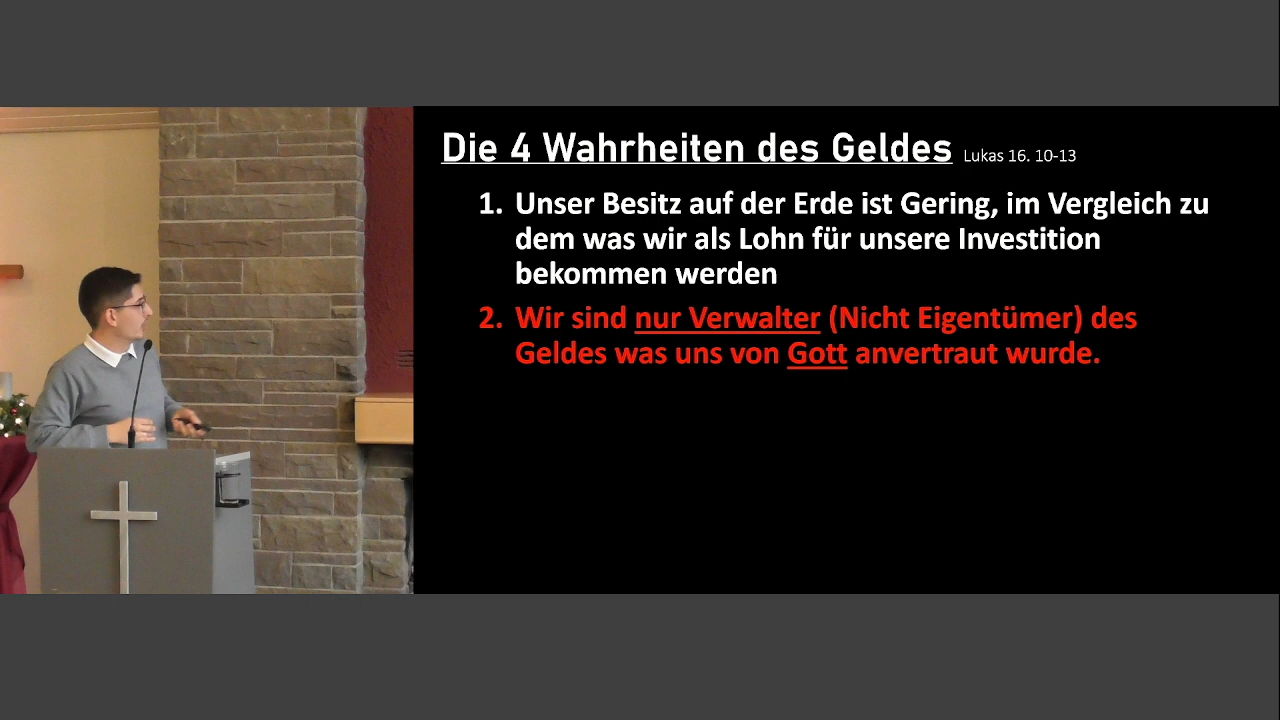 Die 4 Wahrheiten des Geldes Lukas 16. 10-13
1. Unser Besitz auf der Erde ist Gering, im Vergleich zu
dem was wir als Lohn für unsere Investition
bekommen werden
2. Wir sind nur Verwalter (Nicht Eigentümer) des
Geldes was uns von Gott anvertraut wurde.